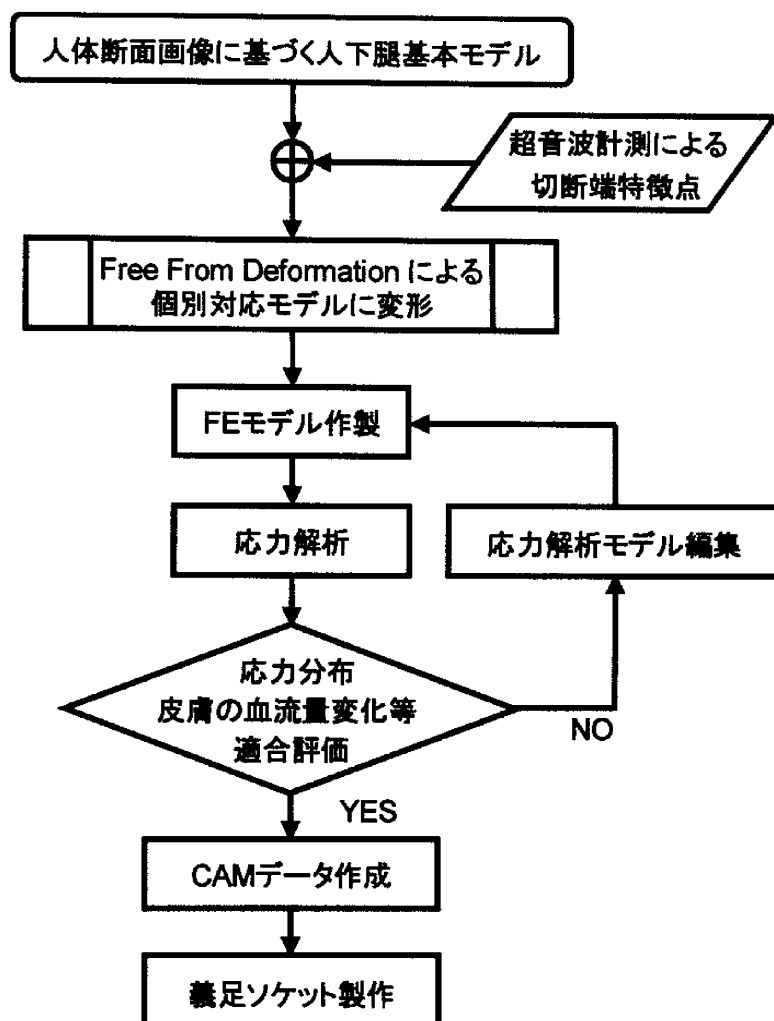 人体断面画像に基づく人下腿基本モデル
超音波計測による
切断端特徴点
Free From Deformation による
個別対応モデルに変形
FEモデル作製
応力解析
応力解析モデル編集
応力分布
皮膚の血流量変化等
適合評価
NO
YES
CAMデータ作成
義足ソケット製作